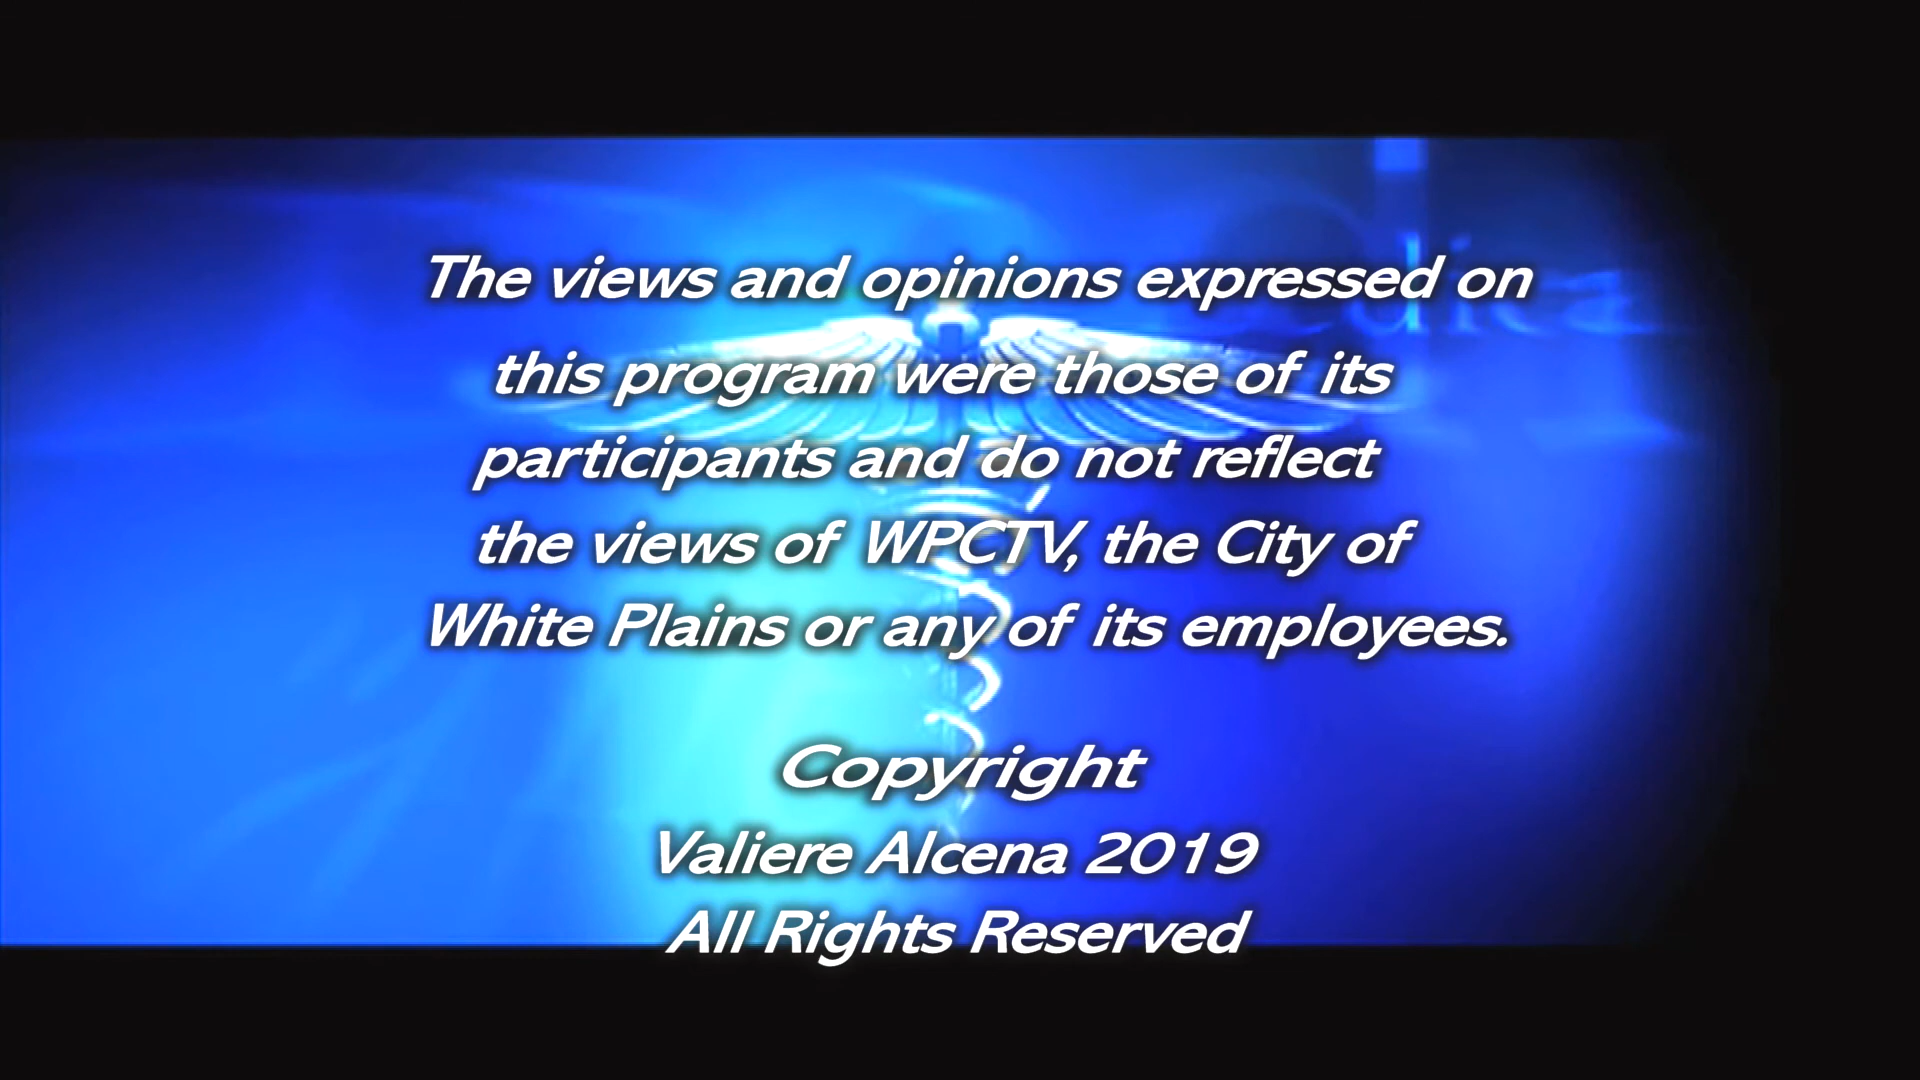 The views and opinions expressed on
this program were those of its
participants and do not reflect
the views of WPCTV, the City of
White Plains or any of its employees.
Copyright
Valiere Alcena 2019
All Rights Reserved